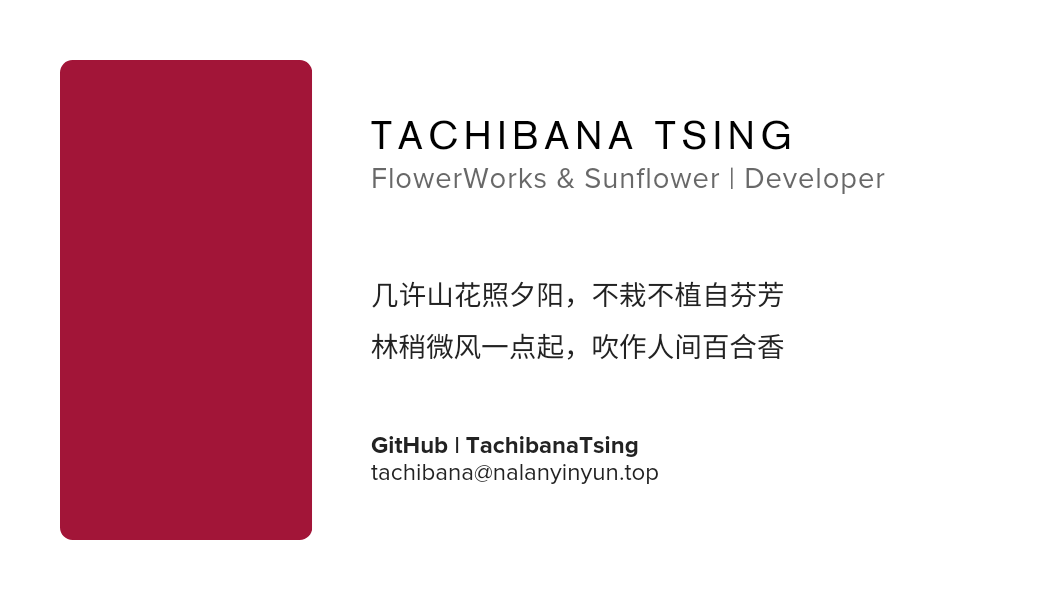 TACHIBANA TSING
FlowerWorks & Sunflower | Developer
几许山花照夕阳，不栽不植自芬芳
林稍微风一点起，吹作人间百合香
GitHub | TachibanaTsing
tachibana@nalanyinyun.top